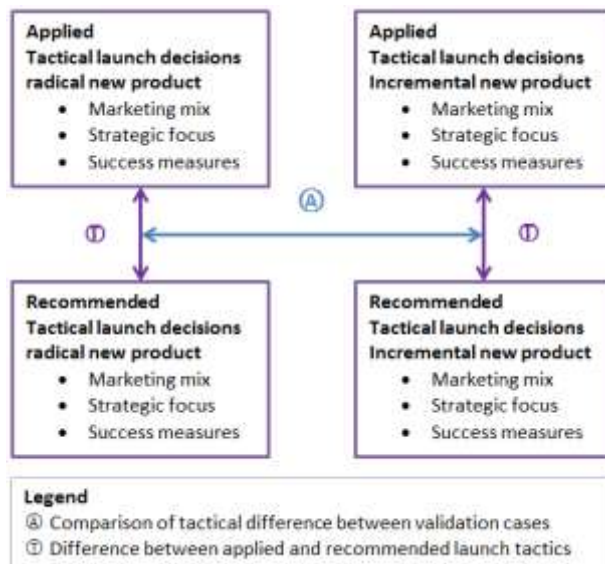 Applied
Tactical launch decisions
radical new product
• Marketing mix
• Strategic focus
• Success measures
Applied
Tactical launch decisions
Incremental new product
• Marketing mix
• Strategic focus
• Success measures
Ⓐ
Ⓣ
Ⓣ
Recommended
Tactical launch decisions
radical new product
• Marketing mix
• Strategic focus
• Success measures
Recommended
Tactical launch decisions
Incremental new product
• Marketing mix
• Strategic focus
• Success measures
Legend
Ⓐ Comparison of tactical difference between validation cases
Ⓣ Difference between applied and recommended launch tactics